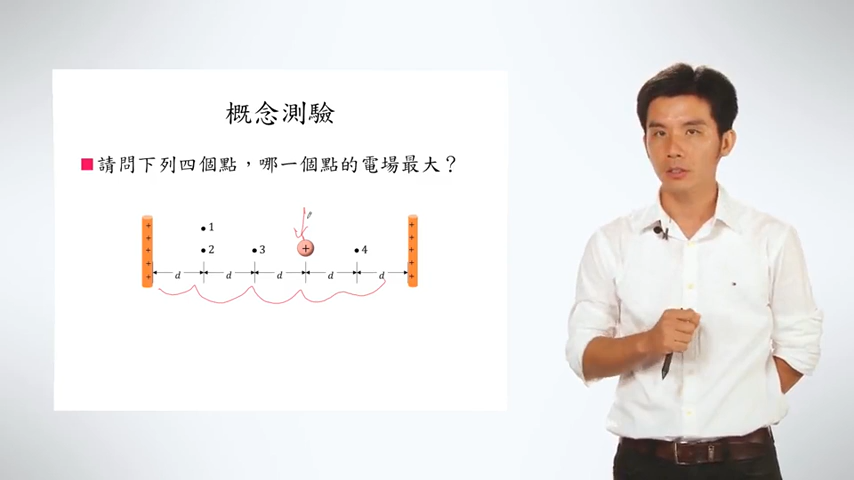 概念測驗
請問下列四個點，哪一個點的電場最大？
+ 1 +
+ + 2 3 + 4 + +
+ +
+ d d d d d +